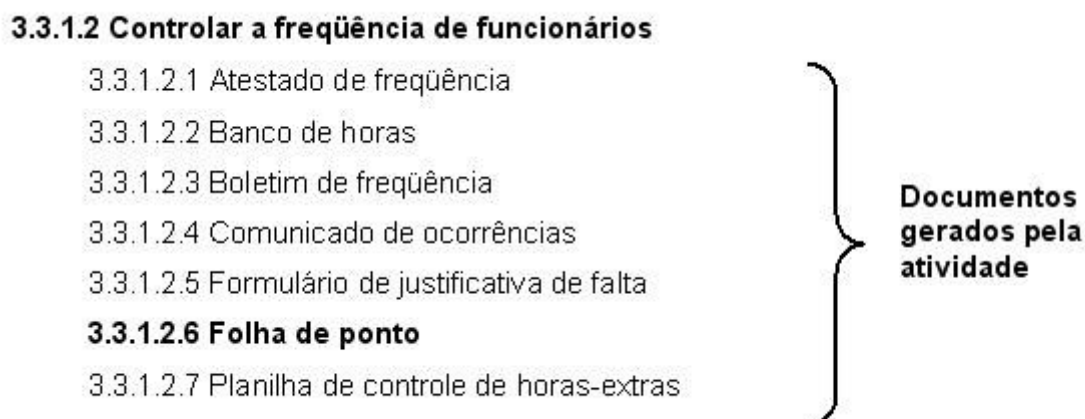 3.3.1.2 Controlar a freqüência de funcionários
3.3.1.2.1 Atestado de freqüência
3.3.1.2.2 Banco de horas
3.3.1.2.3 Boletim de freqüência
3.3.1.2.4 Comunicado de ocorrências
3.3.1.2.5 Formulário de justificativa de falta
3.3.1.2.6 Folha de ponto
3.3.1.2.7 Planilha de controle de horas-extras
Documentos
gerados pela
atividade